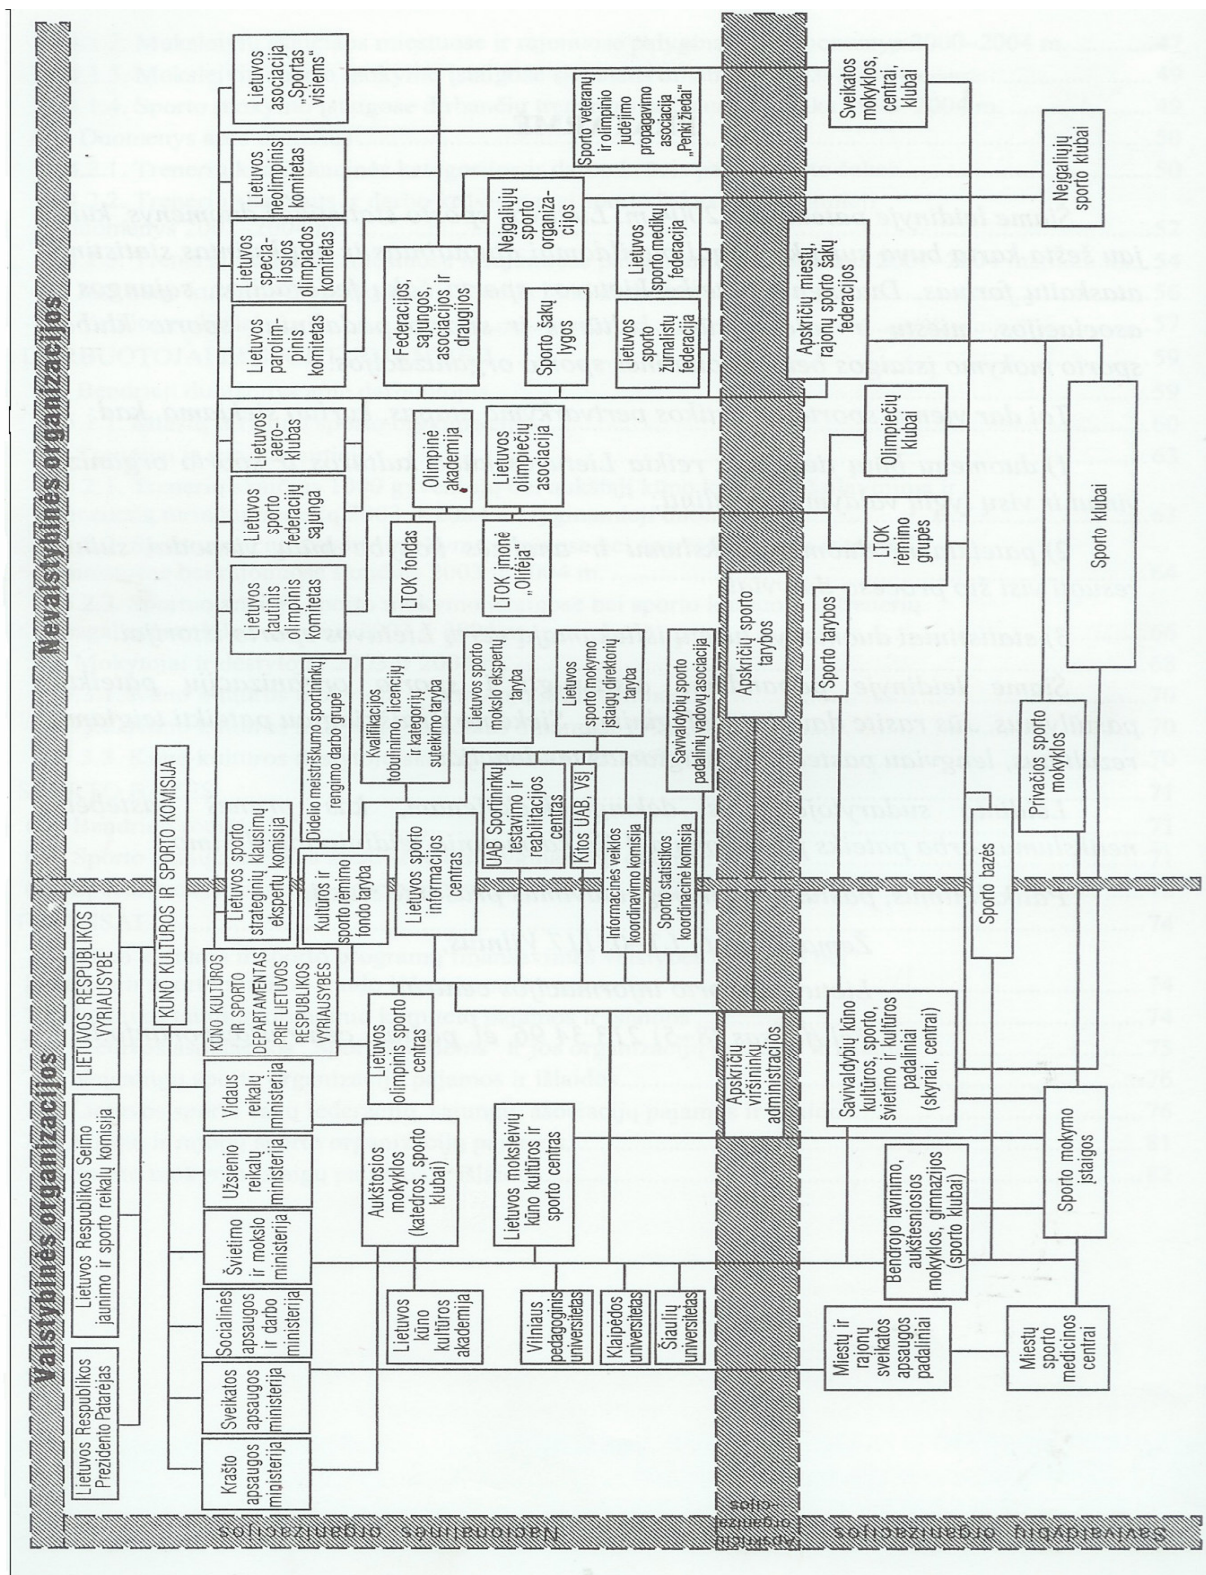 Valstybinės organizacijos
Nevastybinės organizacijos
Lietuvos Respublikos
Prezidento Patarėjas
Lietuvos Respublikos Seimo
jaunimo ir sporto reikalų komisija
LIETUVOS RESPUBLIKOS
VYRIAUSYBĖ
KŪNO KULTŪROS IR SPORTO KOMISIJA
Krašto
apsaugos
ministerija
Sveikatos
apsaugos
ministerija
Socialinės
apsaugos
ir darbo
ministerija
Švietimo
ir mokslo
ministerija
Užsienio
reikalų
ministerija
Vidaus
reikalų
ministerija
KŪNO KULTŪROS
IR SPORTO
DEPARTAMENTAS
PRIE LIETUVOS
RESPUBLIKOS
VYRIAUSYBĖS
Lietuvos sporto
strateginių klausimų
ekspertų komisija
Kultūros ir
sporto rėmimo
fondo taryba
Didelio meistriškumo sportininkų
rengimo darbo grupė
Kvalifikacijos
tobulinimo licencijų
ir kategorijų
suteikimo taryba
Lietuvos sporto
mokslo ekspertų
taryba
Lietuvos
sporto mokymo
įstaigų direktorių
taryba
Savivaldybių sporto
padalinių vadovų asociacija
Lietuvos
tautinis
olimpinis
komitetas
Lietuvos
sporto
federacijų
sąjunga
Lietuvos
aero-
klubas
Lietuvos
parolim-
pinis
komitetas
Lietuvos
specia-
liosios
olimpiados
komitetas
Lietuvos
neolimpinis
komitetas
Lietuvos
asociacija
„Sportas
visiems“
LTOK fondas
LTOK įmonė
„Olifėja“
Olimpinė
akademija
Lietuvos
olimpiečių
asociacija
Federacijos,
sąjungos,
asociacijos ir
draugijos
Sporto šakų
lygos
Neįgaliųjų
sporto
organiza-
cijos
Lietuvos
sporto
žurnalistų
federacija
Lietuvos
sporto medikų
federacija
Sporto veteranų
ir olimpinio
judėjimo
propagavimo
asociacija
„Penki žiedai“
Aukštosios
mokyklos
(katedros, sporto
klubai)
Lietuvos
olimpinis sporto
centras
Lietuvos sporto
informacijos
centras
UAB Sportininkų
testavimo ir
reabilitacijos
centras
Kitos UAB, VšĮ
Informacinės veiklos
koordinavimo komisija
Sporto statistikos
koordinacinė komisija
Lietuvos
kūno
kultūros
akademija
Lietuvos moksleivių
kūno kultūros ir
sporto centras
Vilniaus
pedagoginis
universitetas
Klaipėdos
universitetas
Šiaulių
universitetas
Apskričių
viršininkų
administracijos
Apskričių sporto
tarybos
Apskričių miestų,
rajonų sporto šakų
federacijos
Miestų ir
rajonų
sveikatos
apsaugos
padaliniai
Savivaldybių kūno
kultūros, sporto,
švietimo ir kultūros
padaliniai
(skyriai, centrai)
Sporto tarybos
LTOK
rėmimo
grupės
Olimpiečių
klubai
Sveikatos
mokyklos,
centrai,
klubai
Bendrojo lavinimo,
aukštesniosios
mokyklos, gimnazijos
(sporto klubai)
Sporto bazės
Miestų
sporto
medicinos
centrai
Sporto mokymo
įstaigos
Privačios sporto
mokyklos
Sporto klubai
Neįgaliųjų
sporto klubai
Nacionalinės organizacijos
Apskričių
organiza-
cijos
Savivaldybių organizacijos